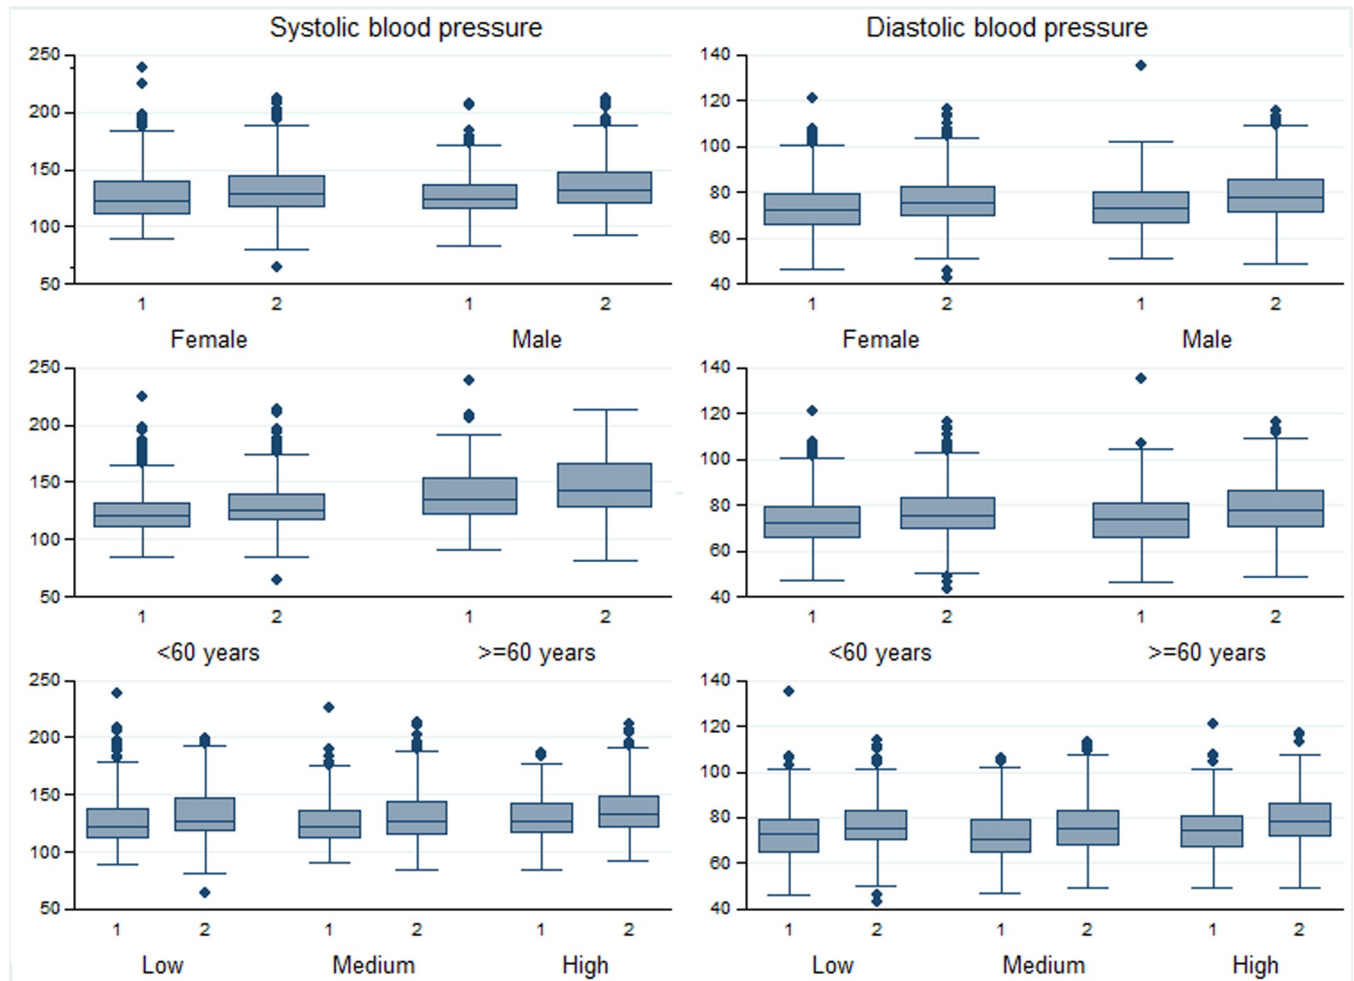 Systolic blood pressure Diastolic blood pressure
250 140
200 120
150 100
100 80
50 60
40
1 2 1 2 1 2 1 2
Female Male Female Male
250 140
200 120
150 100
100 80
50 60
40
1 2 1 2 1 2 1 2
<60 years >=60 years <60 years >=60 years
250 140
200 120
150 100
100 80
50 60
40
1 2 1 2 1 2 1 2 1 2 1 2
Low Medium High Low Medium High